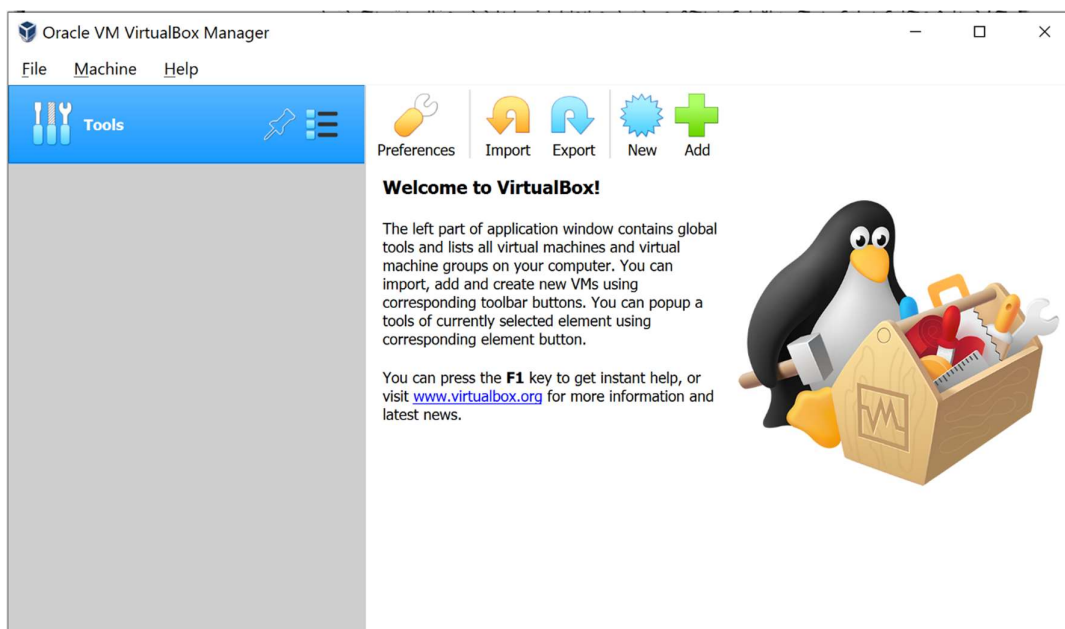 Oracle VM VirtualBox Manager
File Machine Help
Tools
Preferences Import Export New Add
Welcome to VirtualBox!
The left part of application window contains global
tools and lists all virtual machines and virtual
machine groups on your computer. You can
import, add and create new VMs using
corresponding toolbar buttons. You can popup a
tools of currently selected element using
corresponding element button.
You can press the F1 key to get instant help, or
visit www.virtualbox.org for more information and
latest news.